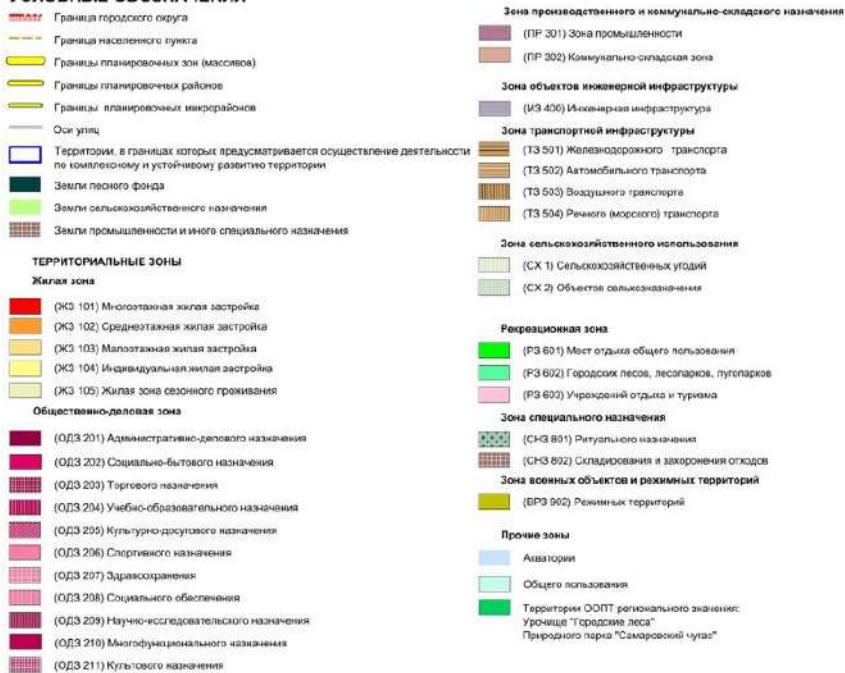 УСЛОВНЫЕ ОБОЗНАЧЕНИЯ
Граница городского округа
Граница населенного пункта
Границы планировочных зон (массивов)
Границы планировочных районов
Границы планировочных микрорайонов
Оси улиц
Территории, в границах которых предусматривается осуществление деятельности
по комплексному и устойчивому развитию территории
Земли лесного фонда
Земли сельскохозяйственного назначения
Земли промышленности и иного специального назначения
ТЕРРИТОРИАЛЬНЫЕ ЗОНЫ
Жилая зона
(ЖЗ 101) Многоэтажная жилая застройка
(ЖЗ 102) Среднеэтажная жилая застройка
(ЖЗ 103) Малоэтажная жилая застройка
(ЖЗ 104) Индивидуальная жилая застройка
(ЖЗ 105) Жилая зона сезонного проживания
Общественно-деловая зона
(ОДЗ 201) Административно-делового назначения
(ОДЗ 202) Социально-бытового назначения
(ОДЗ 203) Торгового назначения
(ОДЗ 204) Учебно-образовательного назначения
(ОДЗ 205) Культурно-досугового назначения
(ОДЗ 206) Спортивного назначения
(ОДЗ 207) Здравоохранения
(ОДЗ 208) Социального обеспечения
(ОДЗ 209) Научно-исследовательского назначения
(ОДЗ 210) Многофункционального назначения
(ОДЗ 211) Культового назначения
Зона производственного и коммунально-складского назначения
(ПР 301) Зона промышленности
(ПР 302) Коммунально-складская зона
Зона объектов инженерной инфраструктуры
(ИЗ 400) Инженерная инфраструктура
Зона транспортной инфраструктуры
(ТЗ 501) Железнодорожного транспорта
(ТЗ 502) Автомобильного транспорта
(ТЗ 503) Воздушного транспорта
(ТЗ 504) Речного (морского) транспорта
Зона сельскохозяйственного использования
(СХ 1) Сельскохозяйственных угодий
(СХ 2) Объектов сельхозназначения
Рекреационная зона
(РЗ 601) Мест отдыха общего пользования
(РЗ 602) Городских лесов, лесопарков, лугопарков
(РЗ 603) Учреждений отдыха и туризма
Зона специального назначения
(СНЗ 801) Ритуального назначения
(СНЗ 802) Складирования и захоронения отходов
Зона военных объектов и режимных территорий
(ВРЗ 902) Режимных территорий
Прочие зоны
Акватории
Общего пользования
Территории ООПТ регионального значения:
Урочище "Городские леса"
Природного парка "Самаровский чугас"